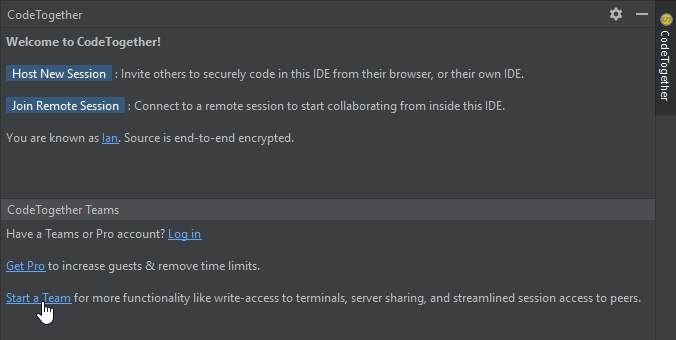 CodeTogether
Welcome to CodeTogether!
Host New Session : Invite others to securely code in this IDE from their browser, or their own IDE.
Join Remote Session : Connect to a remote session to start collaborating from inside this IDE.
You are known as Ian. Source is end-to-end encrypted.
CodeTogether Teams
Have a Teams or Pro account? Log in
Get Pro to increase guests & remove time limits.
Start a Team for more functionality like write-access to terminals, server sharing, and streamlined session access to peers.
CodeTogether